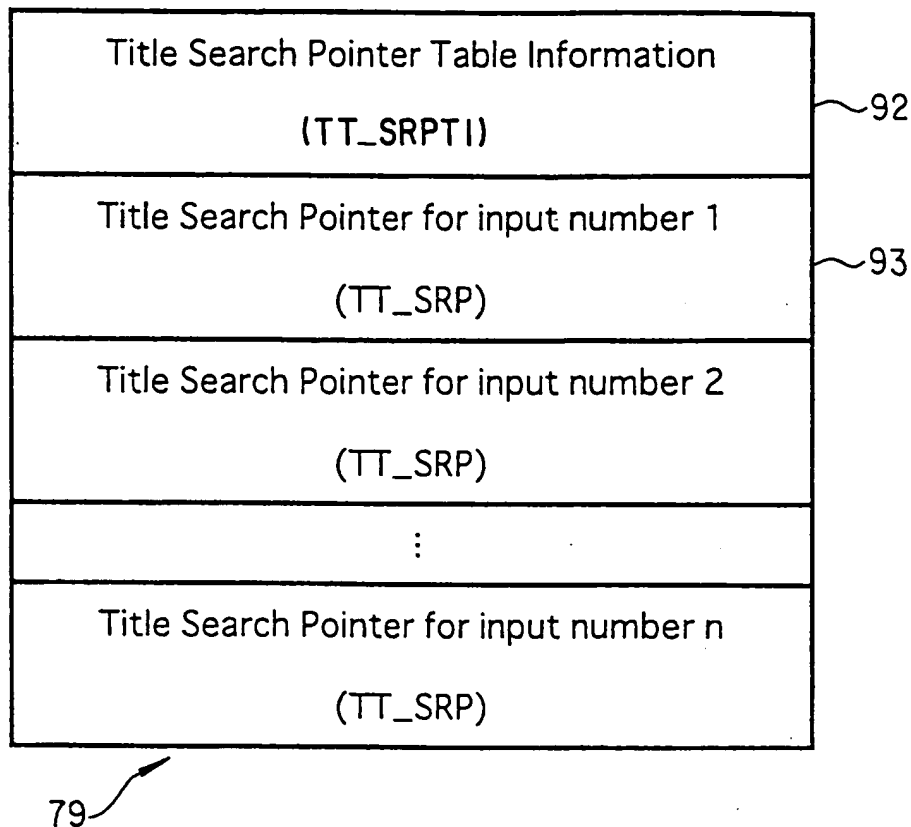 Title Search Pointer Table Information
(TT_SRPTI)
92
Title Search Pointer for input number 1
(TT_SRP)
93
Title Search Pointer for input number 2
(TT_SRP)
⋮
Title Search Pointer for input number n
(TT_SRP)
79